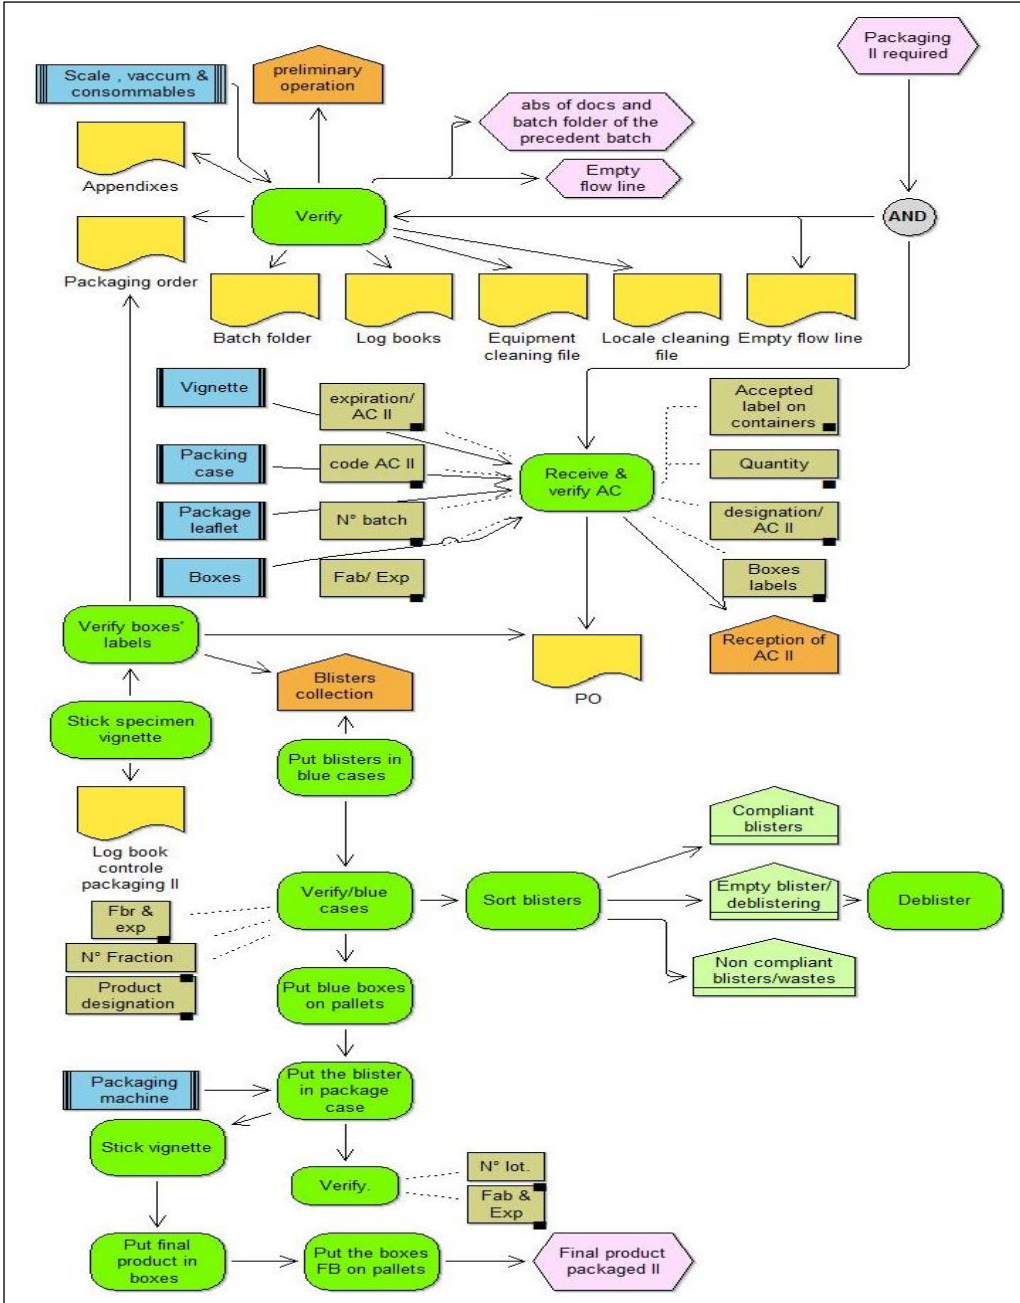 Packaging
II required
preliminary
operation
Scale , vaccum &
consommables
abs of docs and
batch folder of the
precedent batch
Empty
flow line
Appendixes
Verify
AND
Packaging order
Batch folder
Log books
Equipment
cleaning file
Locale cleaning
file
Empty flow line
Vignette
expiration/
AC II
Accepted
label on
containers
Packing
case
code AC II
Receive &
verify AC
Quantity
Package
leaflet
N° batch
designation/
AC II
Boxes
Fab/ Exp
Boxes
labels
Verify boxes'
labels
Reception of
AC II
Blisters
collection
PO
Stick specimen
vignette
Put blisters in
blue cases
Log book
controle
packaging II
Compliant
blisters
Verify/blue
cases
Sort blisters
Empty blister/
deblistering
Deblister
Fbr &
exp
N° Fraction
Product
designation
Non compliant
blisters/wastes
Put blue boxes
on pallets
Packaging
machine
Put the blister
in package
case
Stick vignette
Verify.
N° lot.
Fab &
Exp
Put final
product in
boxes
Put the boxes
FB on pallets
Final product
packaged II